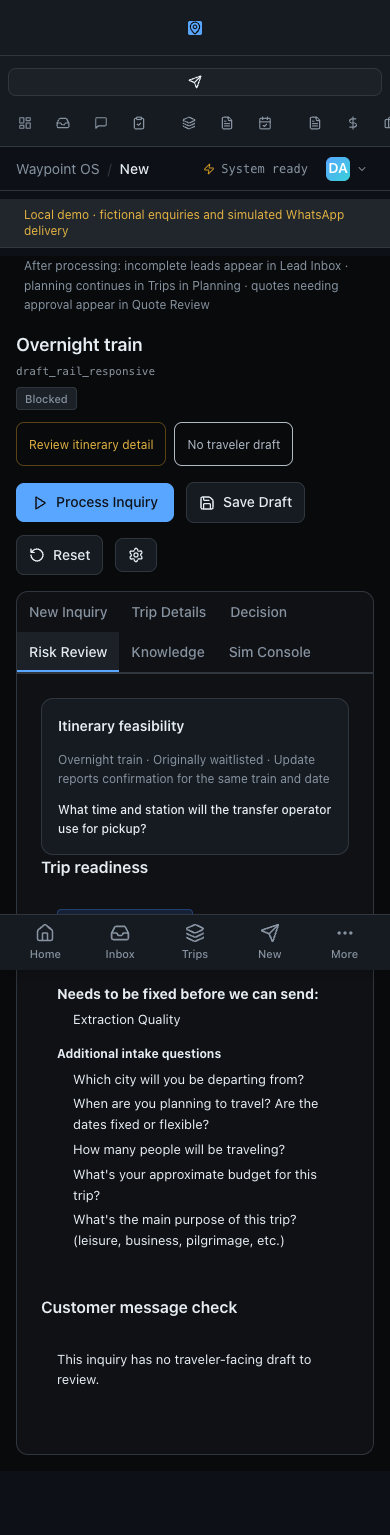 Waypoint OS / New
System ready
DA
Local demo · fictional enquiries and simulated WhatsApp
delivery
After processing: incomplete leads appear in Lead Inbox ·
planning continues in Trips in Planning · quotes needing
approval appear in Quote Review
Overnight train
draft_rail_responsive
Blocked
Review itinerary detail
No traveler draft
Process Inquiry
Save Draft
Reset
New Inquiry
Trip Details
Decision
Risk Review
Knowledge
Sim Console
Itinerary feasibility
Overnight train · Originally waitlisted · Update
reports confirmation for the same train and date
What time and station will the transfer operator
use for pickup?
Trip readiness
Home
Inbox
Trips
New
More
Needs to be fixed before we can send:
Extraction Quality
Additional intake questions
Which city will you be departing from?
When are you planning to travel? Are the
dates fixed or flexible?
How many people will be traveling?
What's your approximate budget for this
trip?
What's the main purpose of this trip?
(leisure, business, pilgrimage, etc.)
Customer message check
This inquiry has no traveler-facing draft to
review.